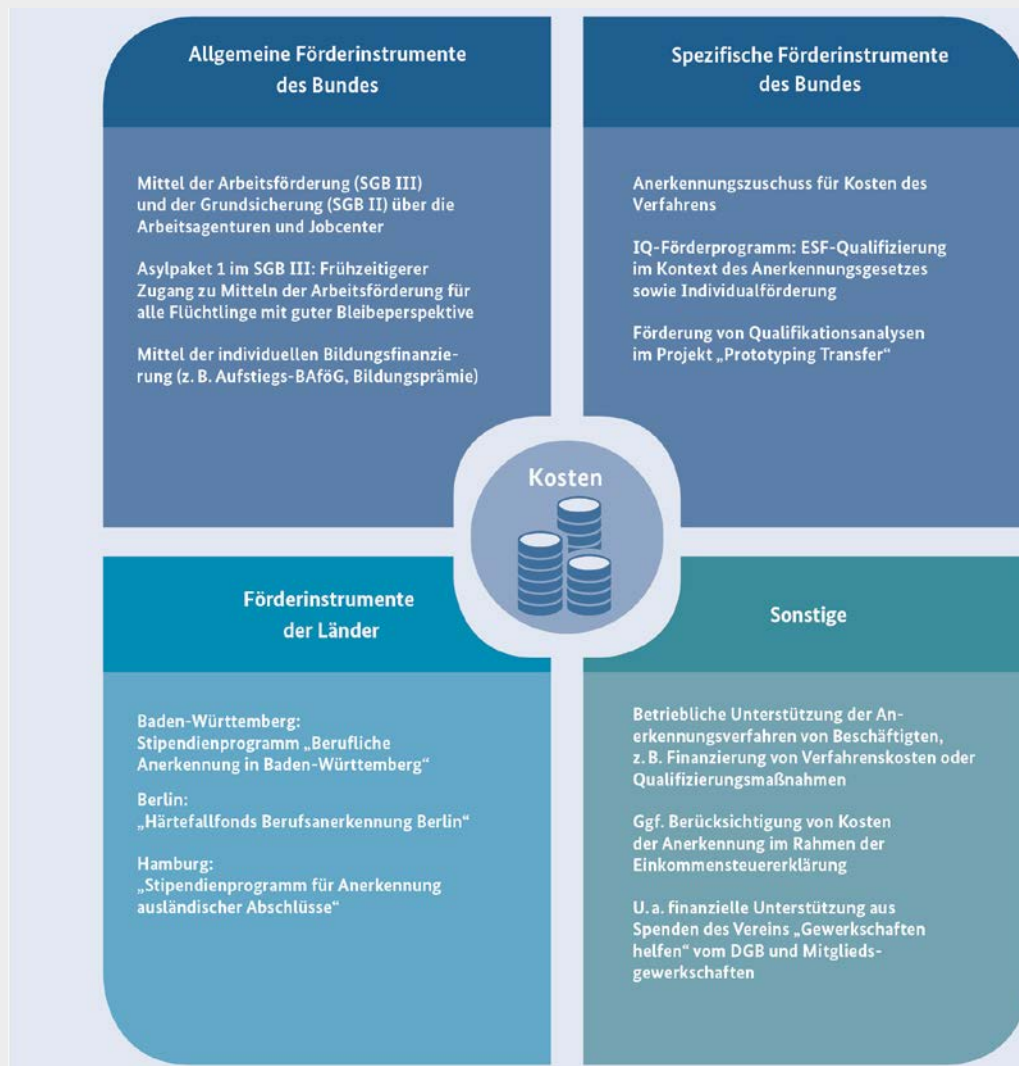 Allgemeine Förderinstrumente
des Bundes
Mittel der Arbeitsförderung (SGB III)
und der Grundsicherung (SGB II) über die
Arbeitsagenturen und Jobcenter
Asylpaket 1 im SGB III: Frühzeitigerer
Zugang zu Mitteln der Arbeitsförderung für
alle Flüchtlinge mit guter Bleibeperspektive
Mittel der individuellen Bildungsfinanzie-
rung (z. B. Aufstiegs-BAföG, Bildungsprämie)
Spezifische Förderinstrumente
des Bundes
Anerkennungszuschuss für Kosten des
Verfahrens
IQ-Förderprogramm: ESF-Qualifizierung
im Kontext des Anerkennungsgesetzes
sowie Individualförderung
Förderung von Qualifikationsanalysen
im Projekt „Prototyping Transfer“
Kosten
Förderinstrumente
der Länder
Baden-Württemberg:
Stipendienprogramm „Berufliche
Anerkennung in Baden-Württemberg“
Berlin:
„Härtefallfonds Berufsanerkennung Berlin“
Hamburg:
„Stipendienprogramm für Anerkennung
ausländischer Abschlüsse“
Sonstige
Betriebliche Unterstützung der An-
erkennungsverfahren von Beschäftigten,
z. B. Finanzierung von Verfahrenskosten oder
Qualifizierungsmaßnahmen
Ggf. Berücksichtigung von Kosten
der Anerkennung im Rahmen der
Einkommensteuererklärung
U. a. finanzielle Unterstützung aus
Spenden des Vereins „Gewerkschaften
helfen“ vom DGB und Mitglieds-
gewerkschaften